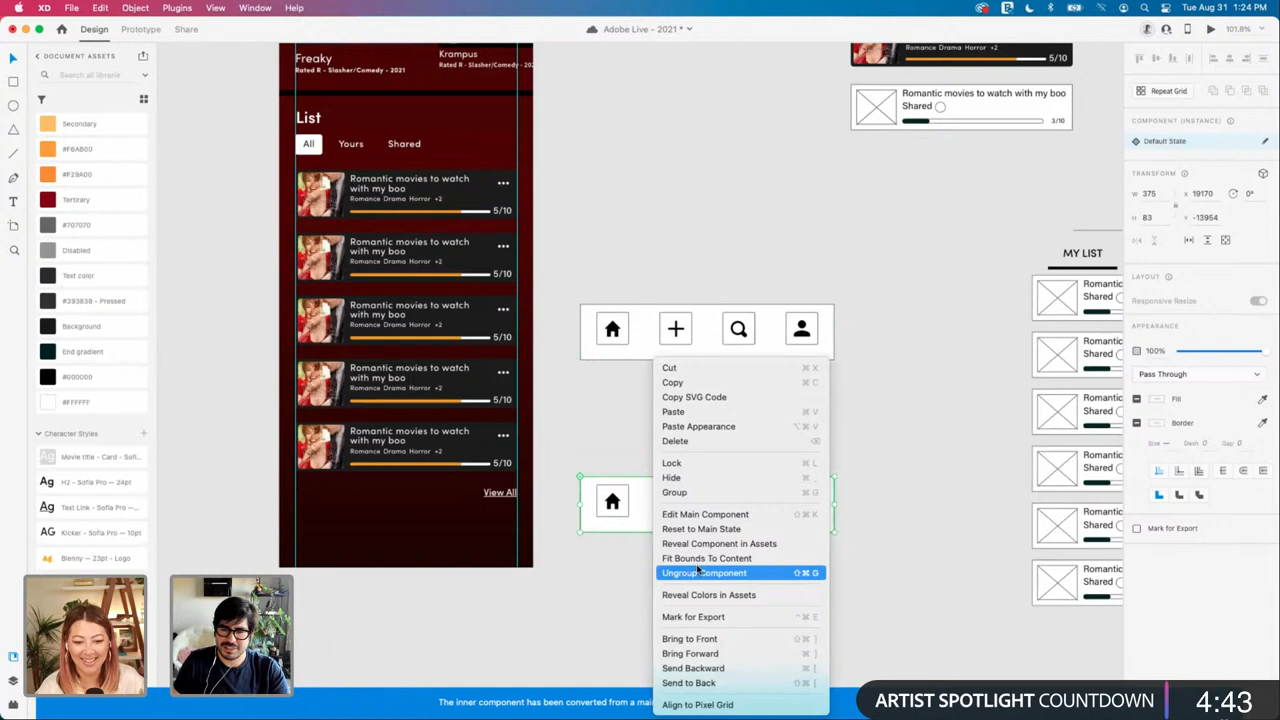 XD File Edit Object Plugins View Window Help
Tue Aug 31 1:24 PM
Design Prototype Share
Adobe Live - 2021 *
101.8%
DOCUMENT ASSETS
Search all libraries
Secondary
#F6AB00
#F29A00
Tertirary
#707070
Disabled
Text color
#393838 - Pressed
Background
End gradient
#000000
#FFFFFF
Character Styles
Ag Movie title - Card - Sofi...
Ag H2 - Sofia Pro — 24pt
Ag Text Link - Sofia Pro —...
AG Kicker - Sofia Pro — 10pt
Blenny — 23pt - Logo
Freaky
Rated R - Slasher/Comedy - 2021
Krampus
Rated R - Slasher/Comedy - 202
List
All Yours Shared
Romantic movies to watch
with my boo
Romance Drama Horror +2
5/10
Romantic movies to watch
with my boo
Romance Drama Horror +2
5/10
Romantic movies to watch
with my boo
Romance Drama Horror +2
5/10
Romantic movies to watch
with my boo
Romance Drama Horror +2
5/10
Romantic movies to watch
with my boo
Romance Drama Horror +2
5/10
View All
Cut ⌘ X
Copy ⌘ C
Copy SVG Code
Paste ⌘ V
Paste Appearance ⌥ ⌘ V
Delete ⌫
Lock ⌘ L
Hide ⌘ ,
Group ⌘ G
Edit Main Component ⇧ ⌘ K
Reset to Main State
Reveal Component in Assets
Fit Bounds To Content
Ungroup Component ⇧ ⌘ G
Reveal Colors in Assets
Mark for Export ^ ⌘ E
Bring to Front ⇧ ⌘ ]
Bring Forward ⌘ ]
Send Backward ⌘ [
Send to Back ⇧ ⌘ [
Align to Pixel Grid
Romance Drama Horror +2
5/10
Romantic movies to watch with my boo
Shared
3/10
MY LIST
Romantic
Shared
Romantic
Shared
Romantic
Shared
Romantic
Shared
Romantic
Shared
Romantic
Shared
Repeat Grid
COMPONENT (INSTANCE)
Default State
TRANSFORM
W 375 X 19170 0°
H 83 Y -13954
LAYOUT
Responsive Resize
APPEARANCE
100%
Pass Through
Fill
Border
Size Dash 0 Gap 0
Mark for Export
The inner component has been converted from a mai
ARTIST SPOTLIGHT COUNTDOWN 4:43